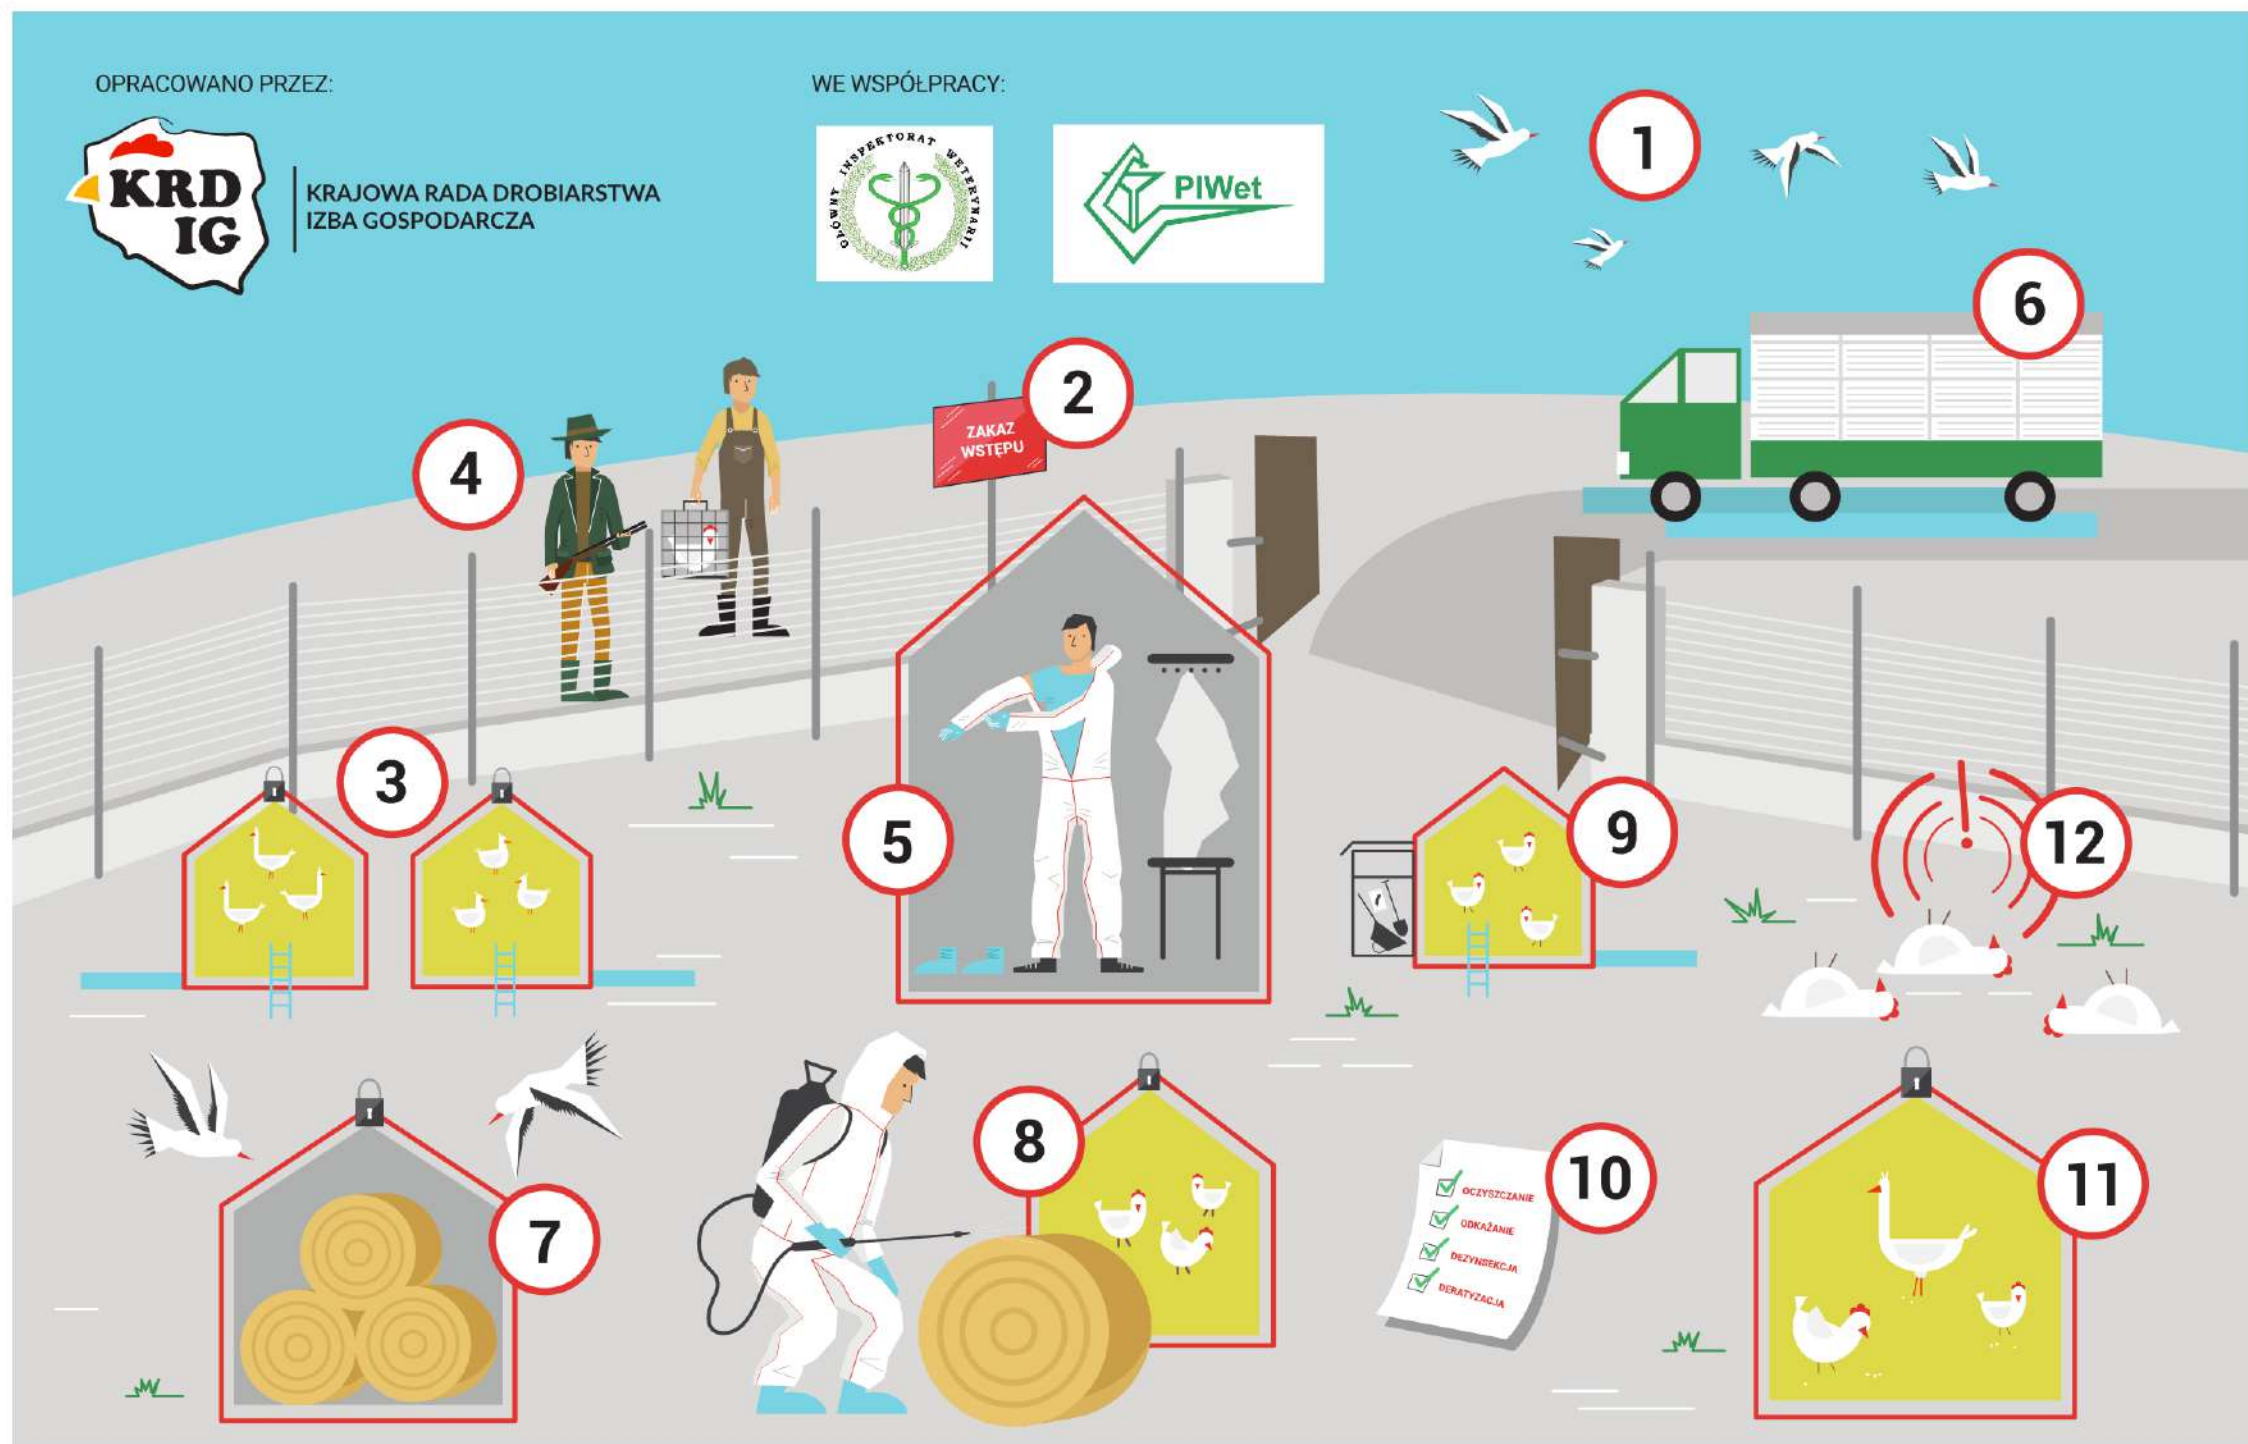 OPRACOWANO PRZEZ:
KRD
IG
KRAJOWA RADA DROBIARSTWA
IZBA GOSPODARCZA
WE WSPÓŁPRACY:
GŁÓWNY INSPEKTORAT WETERYNARII
PIWet
1
6
2
ZAKAZ
WSTĘPU
4
3
5
9
12
7
8
10
OCZYSZCZANIE
ODKAŻANIE
DEZYNSEKCJA
DERATYZACJA
11